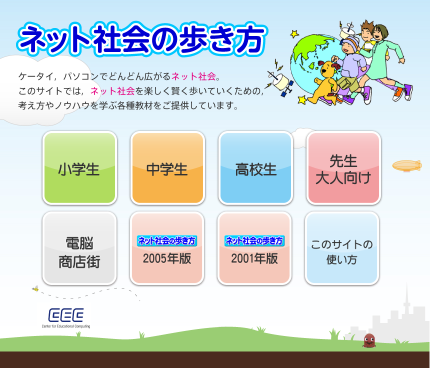 ネット社会の歩き方
ケータイ，パソコンでどんどん広がるネット社会。
このサイトでは，ネット社会を楽しく賢く歩いていくための，
考え方やノウハウを学ぶ各種教材をご提供しています。
小学生
中学生
高校生
先生
大人向け
電脳
商店街
ネット社会の歩き方
2005年版
ネット社会の歩き方
2001年版
このサイトの
使い方
CEC
Center for Educational Computing